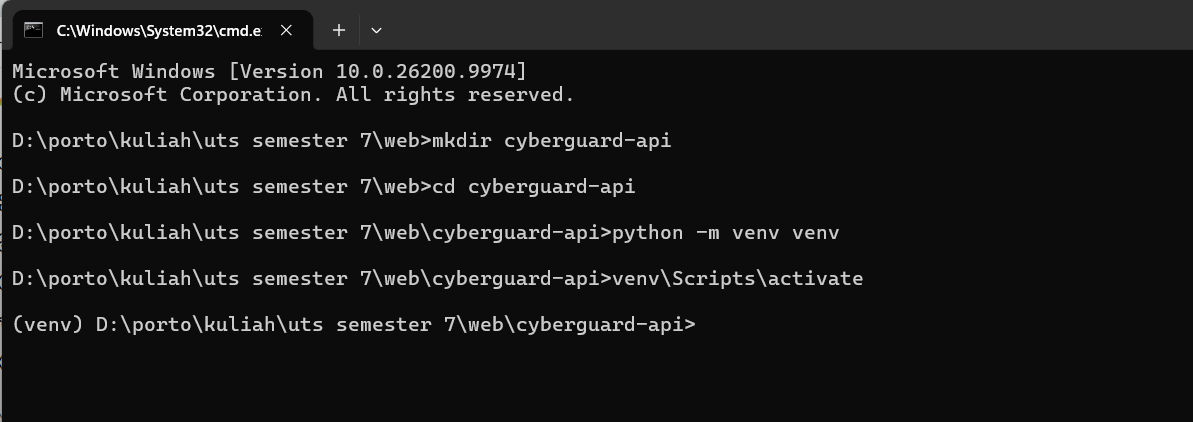 C:\Windows\System32\cmd.e
Microsoft Windows [Version 10.0.26200.9974]
(c) Microsoft Corporation. All rights reserved.
D:\porto\kuliah\uts semester 7\web>mkdir cyberguard-api
D:\porto\kuliah\uts semester 7\web>cd cyberguard-api
D:\porto\kuliah\uts semester 7\web\cyberguard-api>python -m venv venv
D:\porto\kuliah\uts semester 7\web\cyberguard-api>venv\Scripts\activate
(venv) D:\porto\kuliah\uts semester 7\web\cyberguard-api>